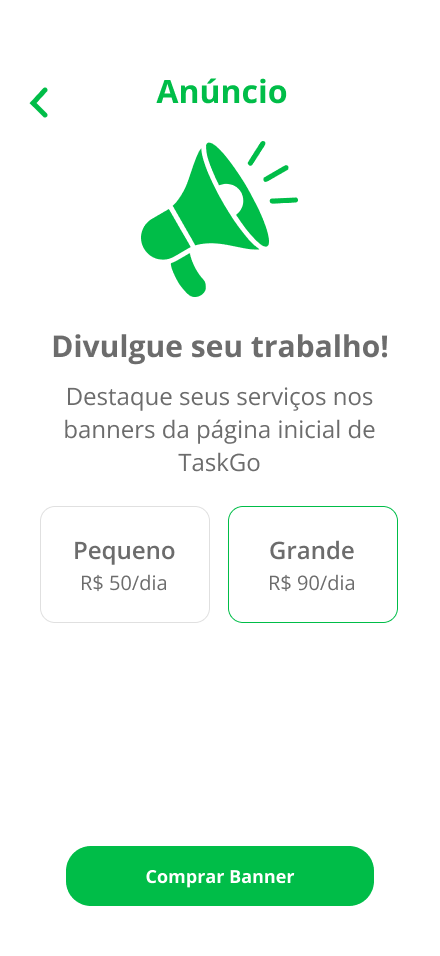 Anúncio
Divulgue seu trabalho!
Destaque seus serviços nos
banners da página inicial de
TaskGo
Pequeno
R$ 50/dia
Grande
R$ 90/dia
Comprar Banner